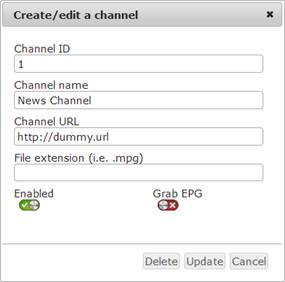 Create/edit a channel
Channel ID
1
Channel name
News Channel
Channel URL
http://dummy.url
File extension (i.e. .mpg)
Enabled Grab EPG
Delete Update Cancel